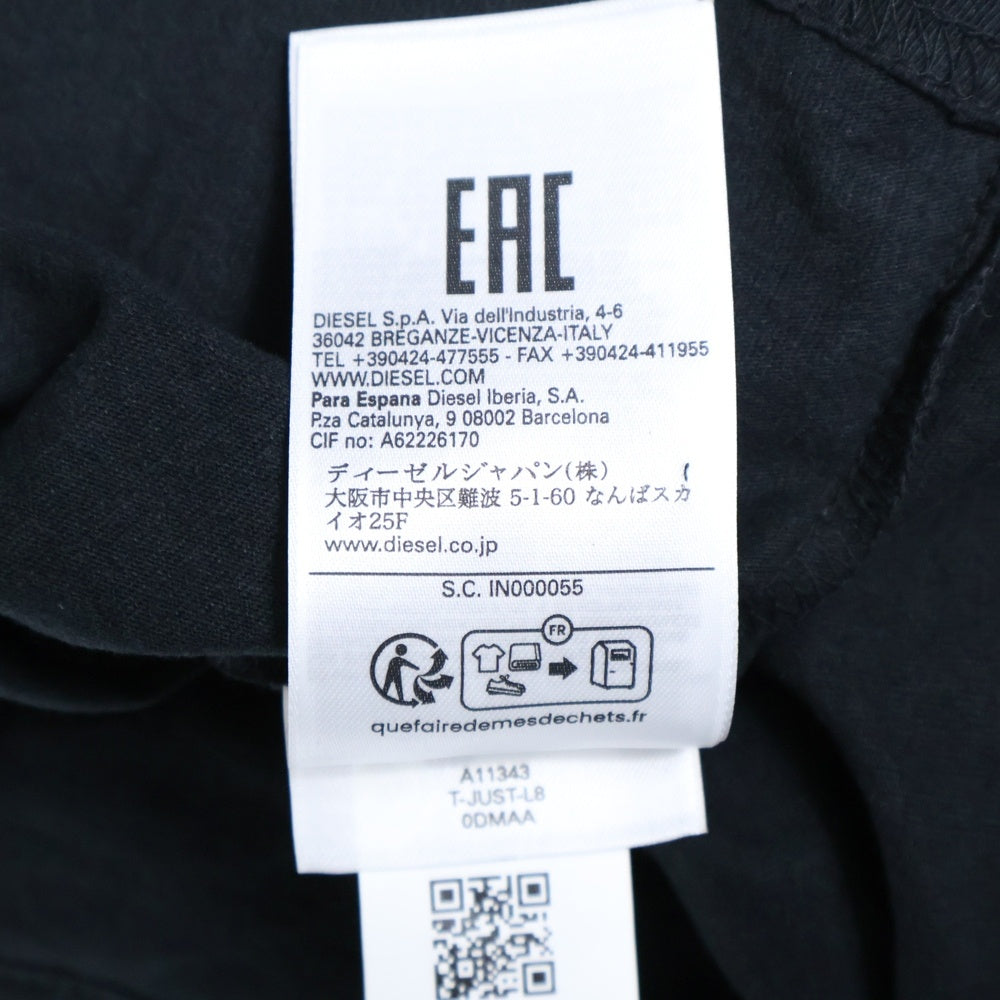 EAC
DIESEL S.p.A. Via dell'Industria, 4-6
36042 BREGANZE-VICENZA-ITALY
TEL +390424-477555 - FAX +390424-411955
WWW.DIESEL.COM
Para Espana Diesel Iberia, S.A.
P.za Catalunya, 9 08002 Barcelona
CIF no: A62226170
ディーゼルジャパン(株)
大阪市中央区難波 5-1-60 なんばスカ
イオ25F
www.diesel.co.jp
S.C. IN000055
FR
quefairedemesdechets.fr
A11343
T-JUST-L8
0DMAA